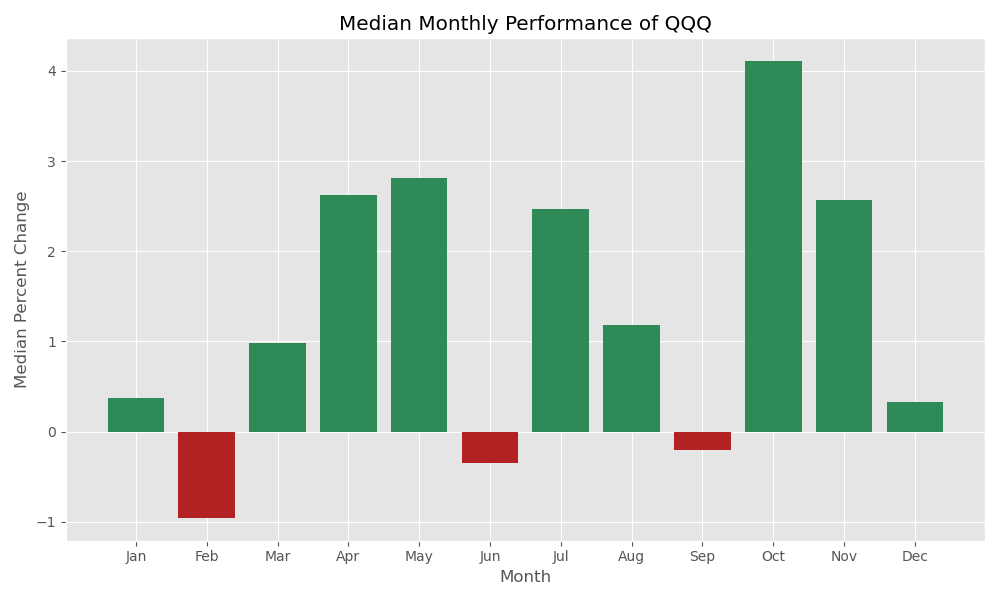 Median Monthly Performance of QQQ
Median Percent Change
4
3
2
1
0
−1
Jan Feb Mar Apr May Jun Jul Aug Sep Oct Nov Dec
Month